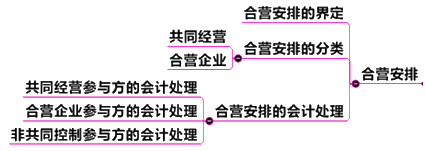 合营安排的界定
共同经营
合营安排的分类
合营企业
合营安排
共同经营参与方的会计处理
合营企业参与方的会计处理
合营安排的会计处理
非共同控制参与方的会计处理